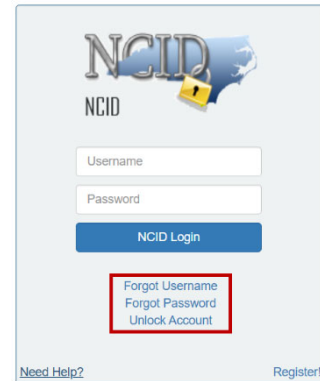 NCID
NCID
Username
Password
NCID Login
Forgot Username
Forgot Password
Unlock Account
Need Help?
Register!